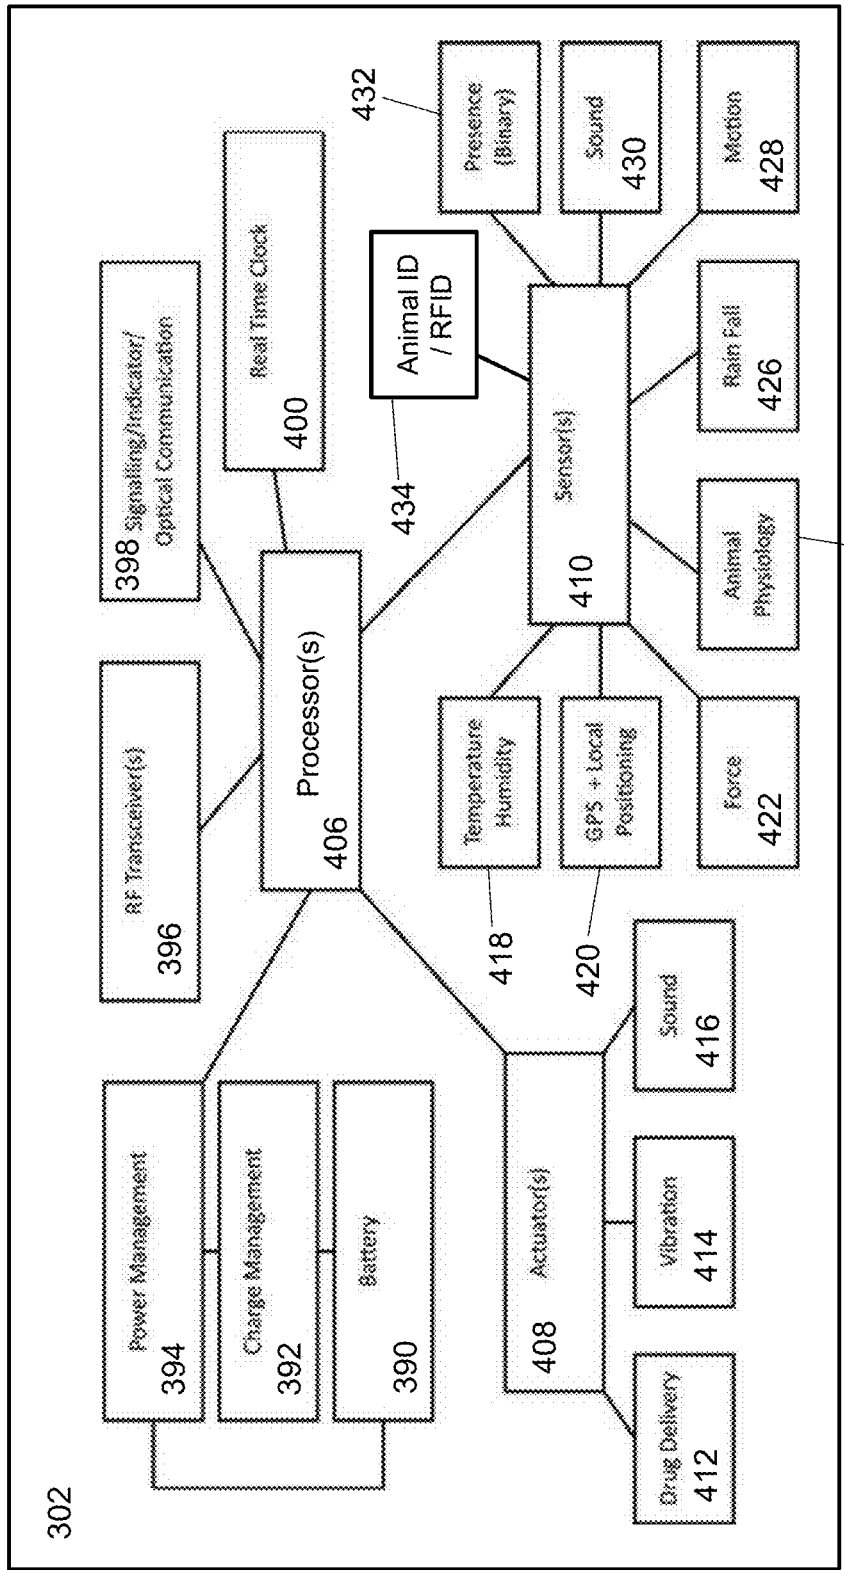 302
Power Management
394
Charge Management
392
Battery
390
RF Transceiver(s)
396
398 Signalling/Indicator/
Optical Communication
Real Time Clock
400
Processor(s)
406
Actuator(s)
408
Drug Delivery
412
Vibration
414
Sound
416
Sensor(s)
410
Temperature
Humidity
418
GPS + Local
Positioning
420
Force
422
Animal
Physiology
Rain Fall
426
Motion
428
Sound
430
Presence
(Binary)
432
Animal ID
/ RFID
434